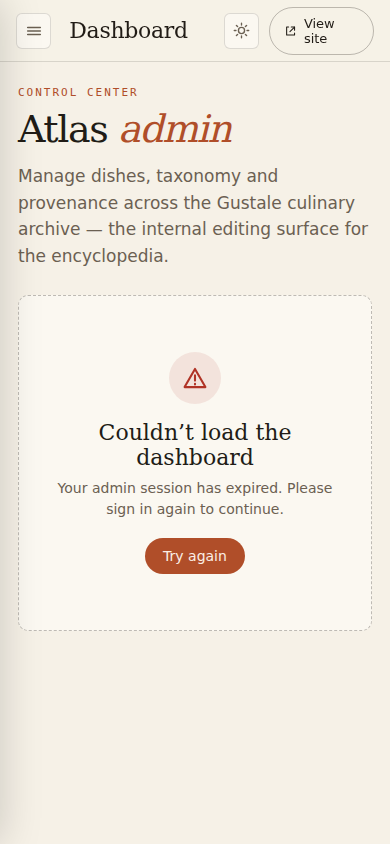 Dashboard
View
site
CONTROL CENTER
Atlas admin
Manage dishes, taxonomy and
provenance across the Gustale culinary
archive — the internal editing surface for
the encyclopedia.
Couldn’t load the
dashboard
Your admin session has expired. Please
sign in again to continue.
Try again